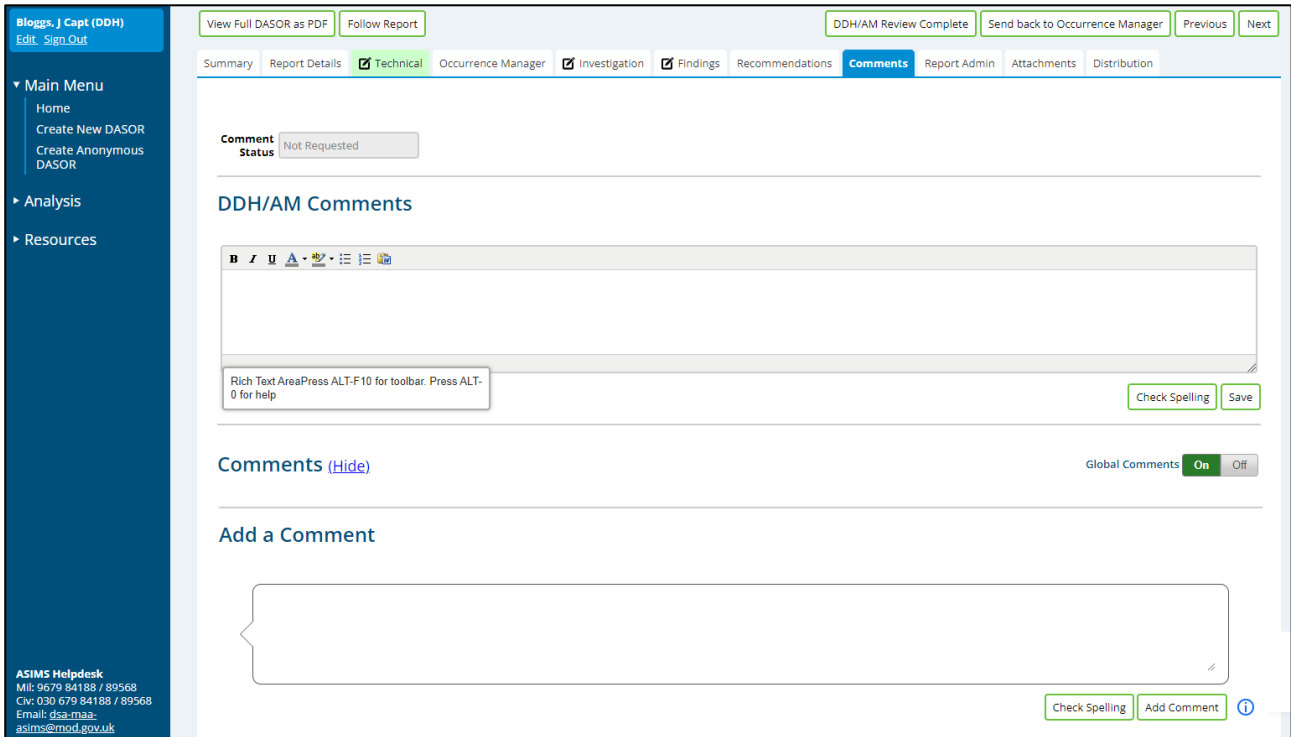 Bloggs, J Capt (DDH)
Edit Sign Out
Main Menu
Home
Create New DASOR
Create Anonymous
DASOR
Analysis
Resources
ASIMS Helpdesk
Mil: 9679 84188 / 89568
Civ: 030 679 84188 / 89568
Email: dsa-maa-
asims@mod.gov.uk
View Full DASOR as PDF Follow Report DDH/AM Review Complete Send back to Occurrence Manager Previous Next
Summary Report Details Technical Occurrence Manager Investigation Findings Recommendations Comments Report Admin Attachments Distribution
Comment
Status Not Requested
DDH/AM Comments
B I U A ab
Rich Text AreaPress ALT-F10 for toolbar. Press ALT-
0 for help
Check Spelling Save
Comments (Hide) Global Comments On Off
Add a Comment
Check Spelling Add Comment